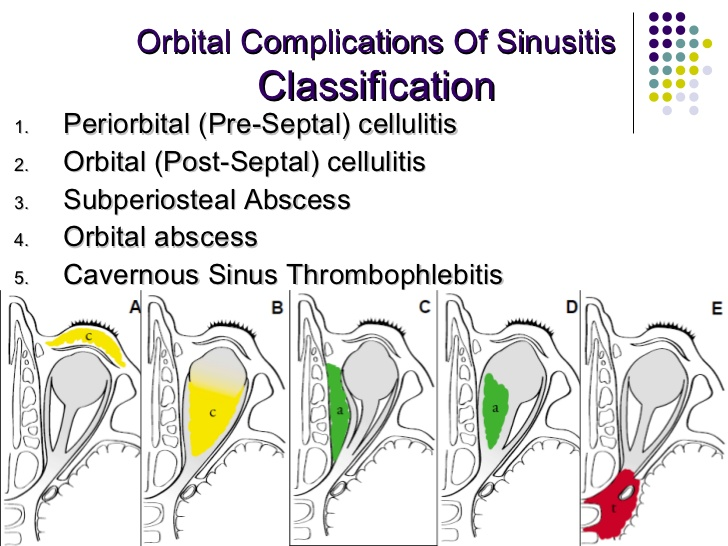 Orbital Complications Of Sinusitis
Classification
1. Periorbital (Pre-Septal) cellulitis
2. Orbital (Post-Septal) cellulitis
3. Subperiosteal Abscess
4. Orbital abscess
5. Cavernous Sinus Thrombophlebitis
A B C D E
c c a a t